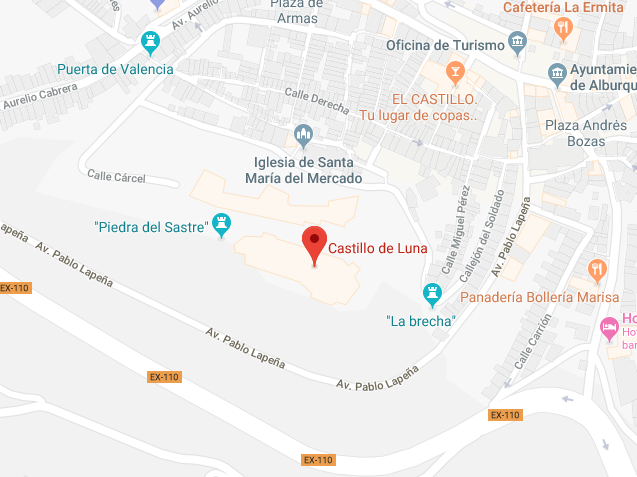 Cafetería La Ermita
Plaza de
Armas
Av. Aurelio
Oficina de Turismo
Puerta de Valencia
Ayuntamie
de Alburqu
Aurelio Cabrera
Calle Derecha
EL CASTILLO.
Tu lugar de copas..
Plaza Andrés
Bozas
Iglesia de Santa
María del Mercado
Calle Cárcel
Calle Miguel Pérez
Callejón del Soldado
Av. Pablo Lapeña
"Piedra del Sastre"
Castillo de Luna
Lapeña
Av. Pablo Lapeña
EX-110
Panadería Bollería Marisa
"La brecha"
Ho
Hot
bar
Calle Carrión
Av. Pablo Lapeña
EX-110
Av. Pablo Lapeña
EX-110
EX-110